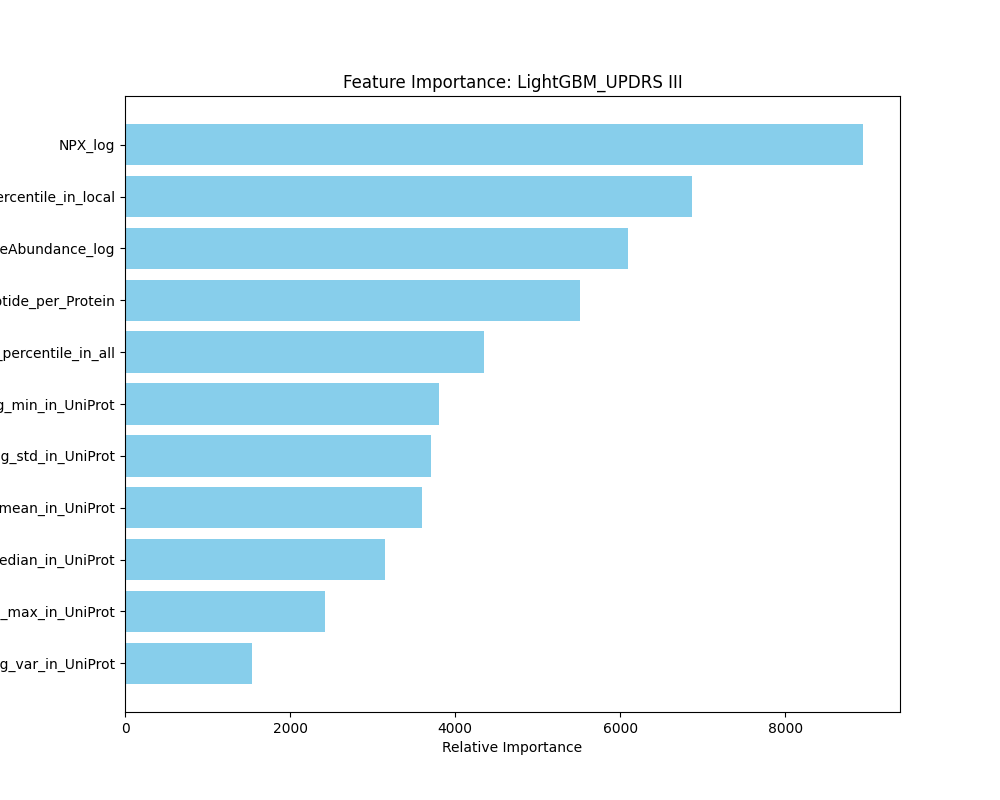 Feature Importance: LightGBM_UPDRS III
NPX_log
ercentile_in_local
eAbundance_log
tide_per_Protein
_percentile_in_all
g_min_in_UniProt
g_std_in_UniProt
mean_in_UniProt
edian_in_UniProt
_max_in_UniProt
g_var_in_UniProt
0 2000 4000 6000 8000
Relative Importance